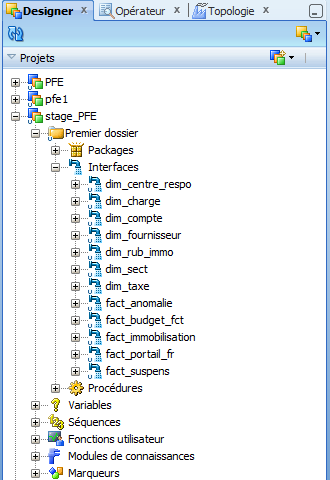 Designer x Opérateur x Topologie x
Projets
PFE
pfe1
stage_PFE
Premier dossier
Packages
Interfaces
dim_centre_respo
dim_charge
dim_compte
dim_fournisseur
dim_rub_immo
dim_sect
dim_taxe
fact_anomalie
fact_budget_fct
fact_immobilisation
fact_portail_fr
fact_suspens
Procédures
Variables
Séquences
Fonctions utilisateur
Modules de connaissances
Marqueurs